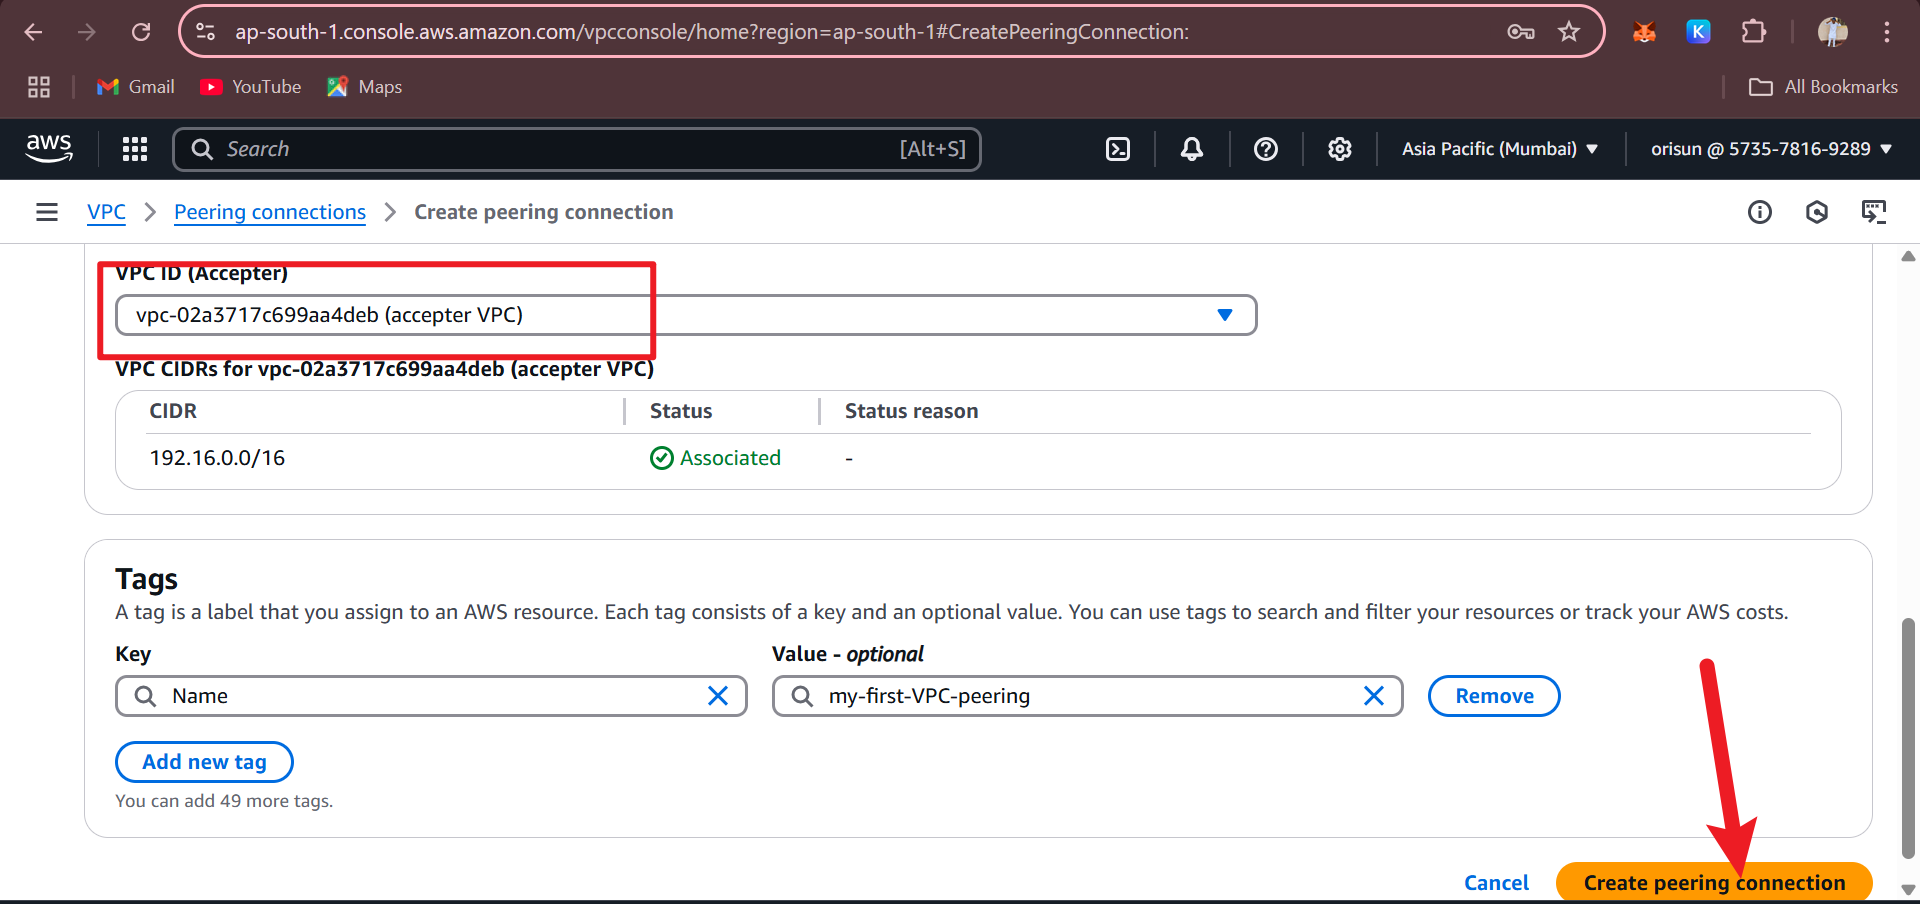 ap-south-1.console.aws.amazon.com/vpcconsole/home?region=ap-south-1#CreatePeeringConnection:
K
Gmail
YouTube
Maps
All Bookmarks
aws
Search
[Alt+S]
Asia Pacific (Mumbai)
orisun @ 5735-7816-9289
VPC
Peering connections
Create peering connection
VPC ID (Accepter)
vpc-02a3717c699aa4deb (accepter VPC)
VPC CIDRs for vpc-02a3717c699aa4deb (accepter VPC)
CIDR
Status
Status reason
192.16.0.0/16
Associated
-
Tags
A tag is a label that you assign to an AWS resource. Each tag consists of a key and an optional value. You can use tags to search and filter your resources or track your AWS costs.
Key
Value - optional
Name
my-first-VPC-peering
Remove
Add new tag
You can add 49 more tags.
Cancel
Create peering connection